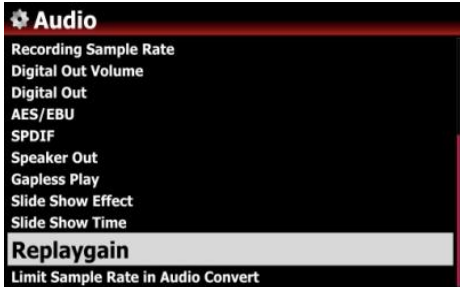 Audio
Recording Sample Rate
Digital Out Volume
Digital Out
AES/EBU
SPDIF
Speaker Out
Gapless Play
Slide Show Effect
Slide Show Time
Replaygain
Limit Sample Rate in Audio Convert